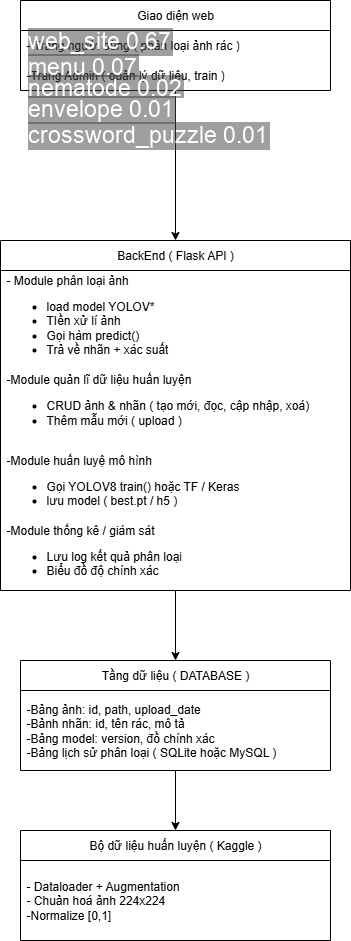 Giao diện web
web_site 0.67
menu 0.07
nematode 0.02
envelope 0.01
crossword_puzzle 0.01
phân loại ảnh rác )
-Trang Admin ( quản lý dữ liệu, train )
BackEnd ( Flask API )
- Module phân loại ảnh
load model YOLOV*
TIền xử lí ảnh
Gọi hàm predict()
Trả về nhãn + xác suất
-Module quản lĩ dữ liệu huấn luyện
CRUD ảnh & nhãn ( tạo mới, đọc, cập nhập, xoá)
Thêm mẫu mới ( upload )
-Module huấn luyệ mô hình
Gọi YOLOV8 train() hoặc TF / Keras
lưu model ( best.pt / h5 )
-Module thống kê / giám sát
Lưu log kết quả phân loại
Biểu đồ độ chính xác
Tầng dữ liệu ( DATABASE )
-Bảng ảnh: id, path, upload_date
-Bảnh nhãn: id, tên rác, mô tả
-Bảng model: version, đồ chính xác
-Bảng lịch sử phân loại ( SQLite hoặc MySQL )
Bộ dữ liệu huấn luyện ( Kaggle )
- Dataloader + Augmentation
- Chuẩn hoá ảnh 224x224
-Normalize [0,1]